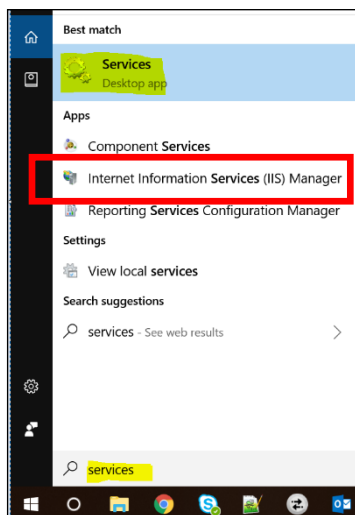 Best match
Services
Desktop app
Apps
Component Services
Internet Information Services (IIS) Manager
Reporting Services Configuration Manager
Settings
View local services
Search suggestions
services - See web results
services